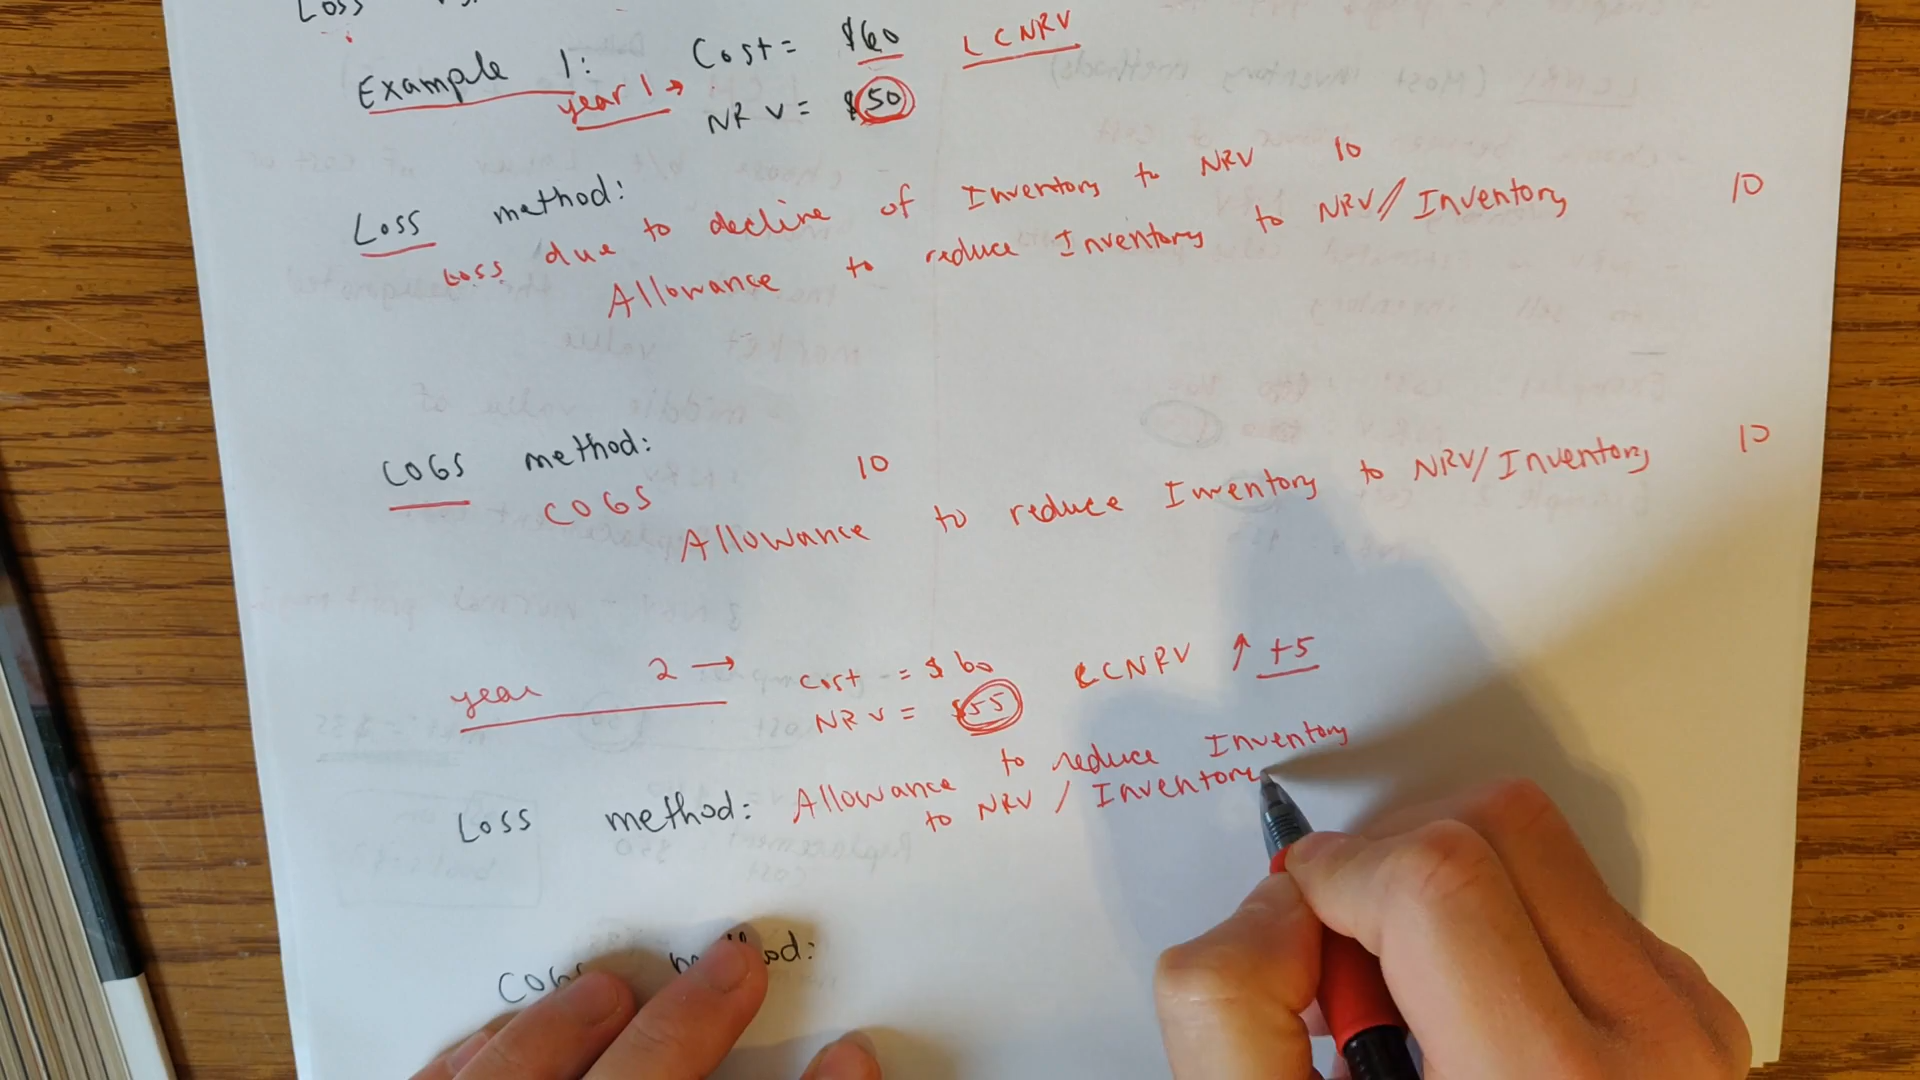 Loss
Example 1: Cost = $60 LCNRV
year 1 → NRV = $50
Loss method:
Loss due to decline of Inventory to NRV 10
Allowance to reduce Inventory to NRV/Inventory 10
COGS method:
COGS 10
Allowance to reduce Inventory to NRV/Inventory 10
year 2 → Cost = $60 LCNRV ↑ +5
NRV = $55
Loss method: Allowance to reduce Inventory
to NRV / Inventory
COGS method: